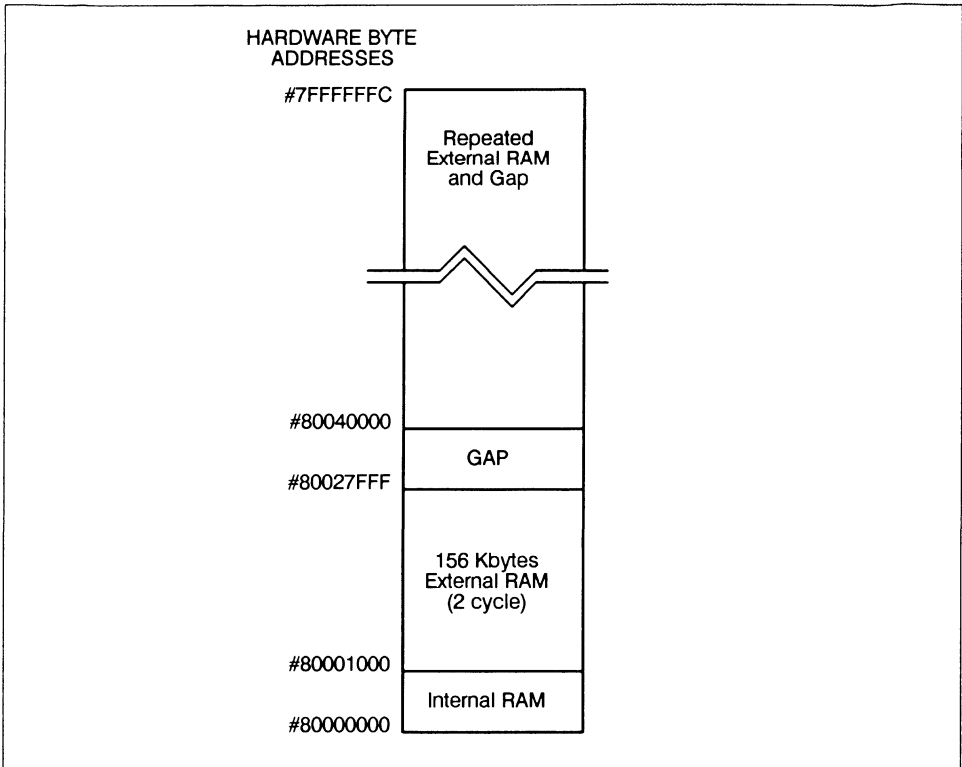 HARDWARE BYTE
ADDRESSES
#7FFFFFFC
Repeated
External RAM
and Gap
#80040000
GAP
#80027FFF
156 Kbytes
External RAM
(2 cycle)
#80001000
Internal RAM
#80000000